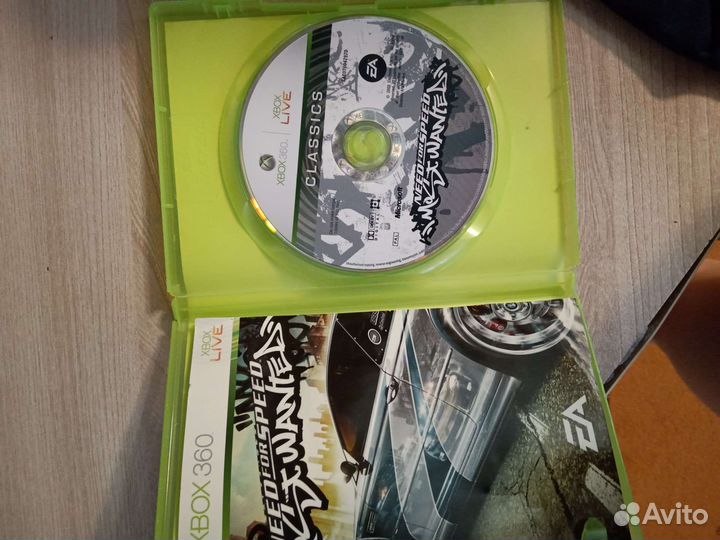 XBOX 360.
XBOX
LIVE
CLASSICS
EA
NEED FOR SPEED
MOST WANTED
PAL
Microsoft
XBOX 360
XBOX
LIVE
NEED FOR SPEED
MOST WANTED
EA
Avito